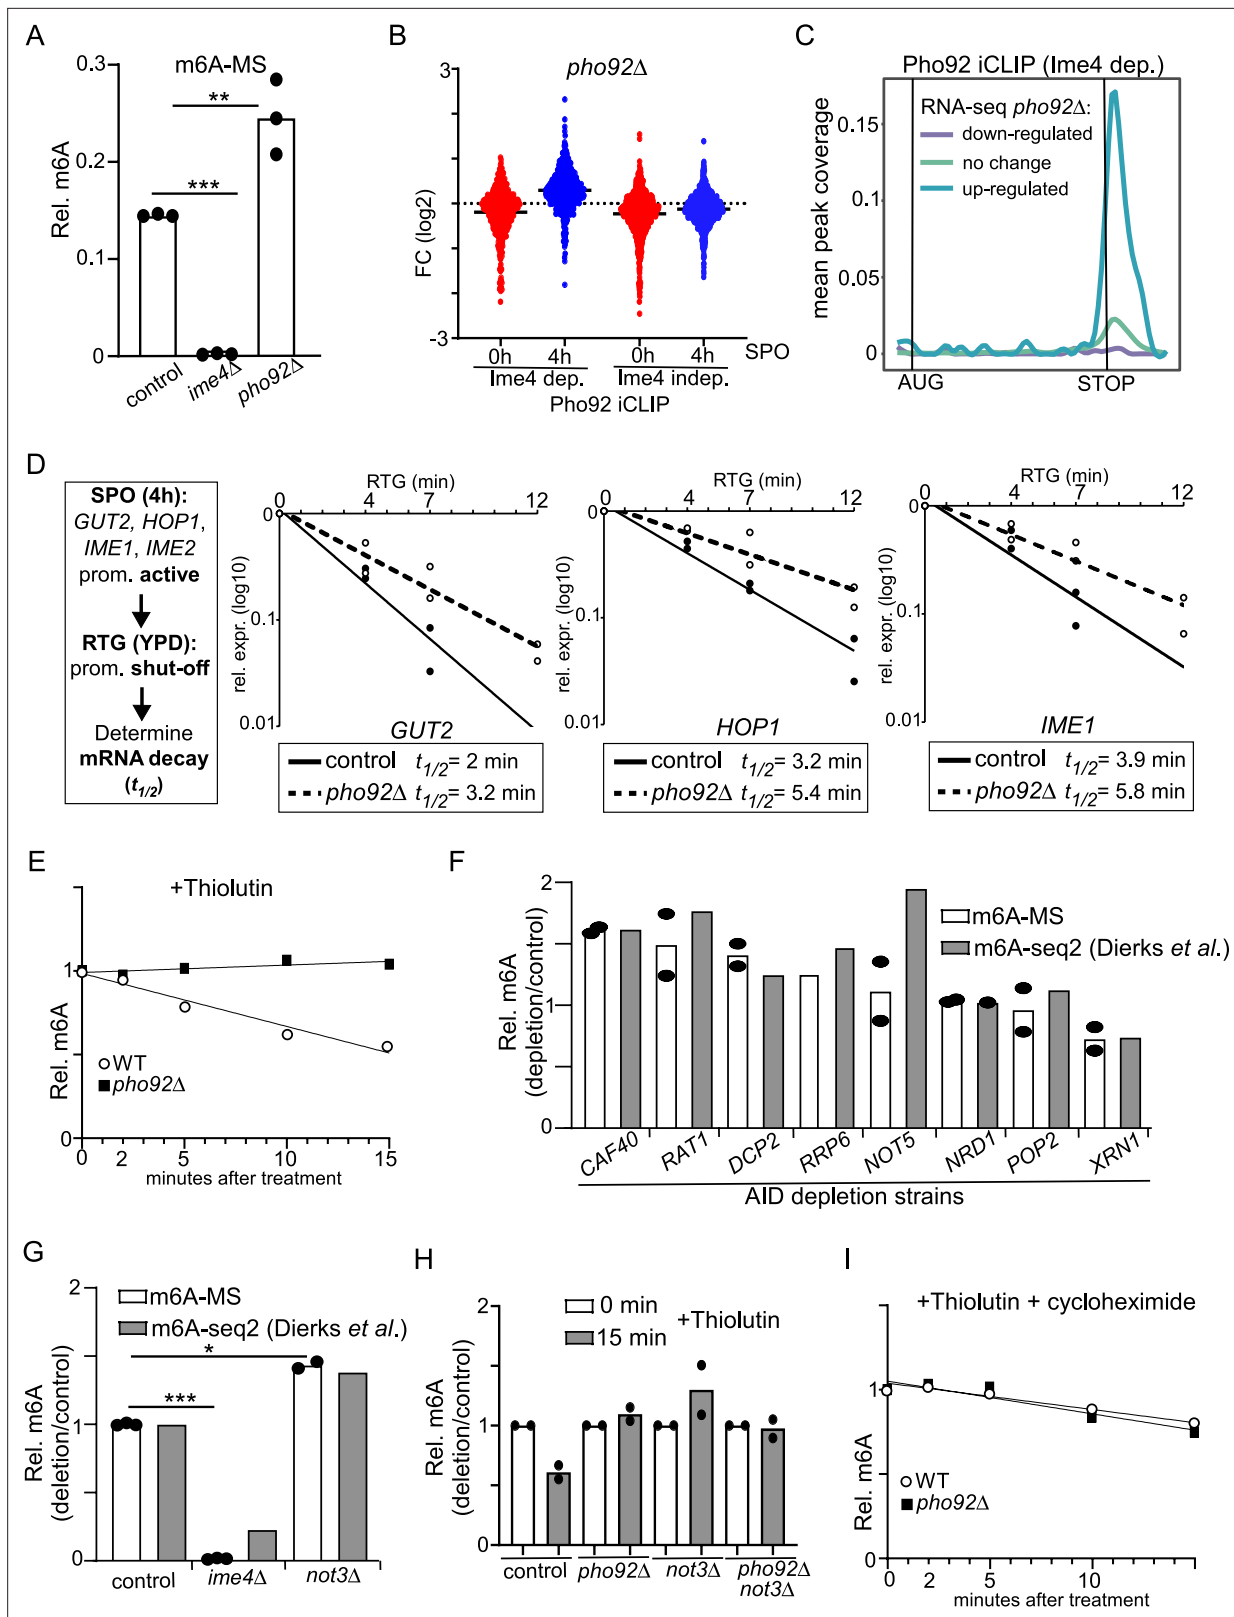 A
m6A-MS
Rel. m6A
0.3
0.2
0.1
0
**
***
control
ime4Δ
pho92Δ
B
pho92Δ
FC (log2)
3
-3
0h
4h
0h
4h
SPO
Ime4 dep.
Ime4 indep.
Pho92 iCLIP
C
Pho92 iCLIP (Ime4 dep.)
RNA-seq pho92Δ:
down-regulated
no change
up-regulated
mean peak coverage
0.15
0.1
0.05
0
AUG
STOP
D
SPO (4h):
GUT2, HOP1,
IME1, IME2
prom. active
RTG (YPD):
prom. shut-off
Determine
mRNA decay
(t1/2)
RTG (min)
0 4 7 12
rel. expr. (log10)
0
0.1
0.01
GUT2
control t1/2= 2 min
pho92Δ t1/2= 3.2 min
RTG (min)
0 4 7 12
rel. expr. (log10)
0
0.1
0.01
HOP1
control t1/2= 3.2 min
pho92Δ t1/2= 5.4 min
RTG (min)
0 4 7 12
rel. expr. (log10)
0
0.1
0.01
IME1
control t1/2= 3.9 min
pho92Δ t1/2= 5.8 min
E
+Thiolutin
Rel. m6A
1
0
WT
pho92Δ
0 2 5 10 15
minutes after treatment
F
Rel. m6A
(depletion/control)
2
1
0
m6A-MS
m6A-seq2 (Dierks et al.)
CAF40
RAT1
DCP2
RRP6
NOT5
NRD1
POP2
XRN1
AID depletion strains
G
Rel. m6A
(deletion/control)
2
1
0
m6A-MS
m6A-seq2 (Dierks et al.)
*
***
control
ime4Δ
not3Δ
H
Rel. m6A
(deletion/control)
2
1
0
0 min
15 min
+Thiolutin
control
pho92Δ
not3Δ
pho92Δ
not3Δ
I
+Thiolutin + cycloheximide
Rel. m6A
1
0
WT
pho92Δ
0 2 5 10
minutes after treatment